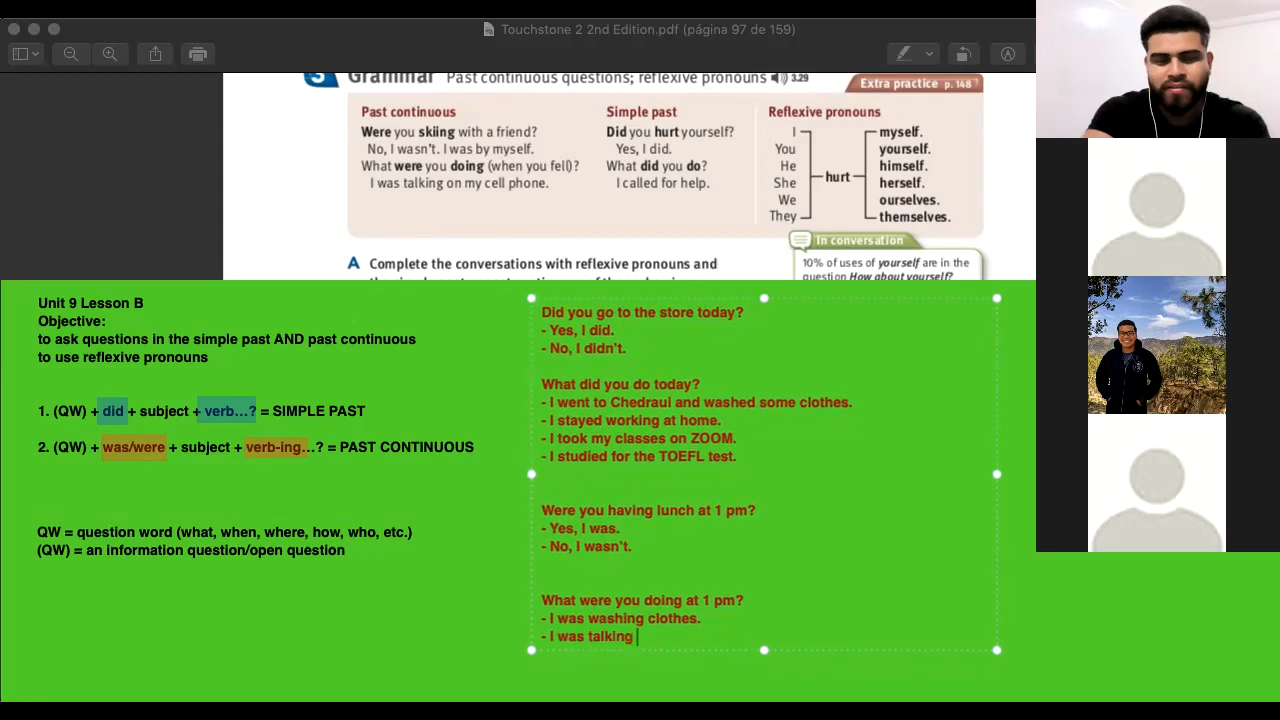 Touchstone 2 2nd Edition.pdf (página 97 de 159)
Grammar Past continuous questions; reflexive pronouns 3.29
Extra practice p. 148
Past continuous
Were you skiing with a friend?
No, I wasn't. I was by myself.
What were you doing (when you fell)?
I was talking on my cell phone.
Simple past
Did you hurt yourself?
Yes, I did.
What did you do?
I called for help.
Reflexive pronouns
I
You
He
She
We
They
hurt
myself.
yourself.
himself.
herself.
ourselves.
themselves.
A Complete the conversations with reflexive pronouns and
In conversation
10% of uses of yourself are in the
question How about yourself?
Unit 9 Lesson B
Objective:
to ask questions in the simple past AND past continuous
to use reflexive pronouns
1. (QW) + did + subject + verb...? = SIMPLE PAST
2. (QW) + was/were + subject + verb-ing...? = PAST CONTINUOUS
QW = question word (what, when, where, how, who, etc.)
(QW) = an information question/open question
Did you go to the store today?
- Yes, I did.
- No, I didn't.
What did you do today?
- I went to Chedraui and washed some clothes.
- I stayed working at home.
- I took my classes on ZOOM.
- I studied for the TOEFL test.
Were you having lunch at 1 pm?
- Yes, I was.
- No, I wasn't.
What were you doing at 1 pm?
- I was washing clothes.
- I was talking